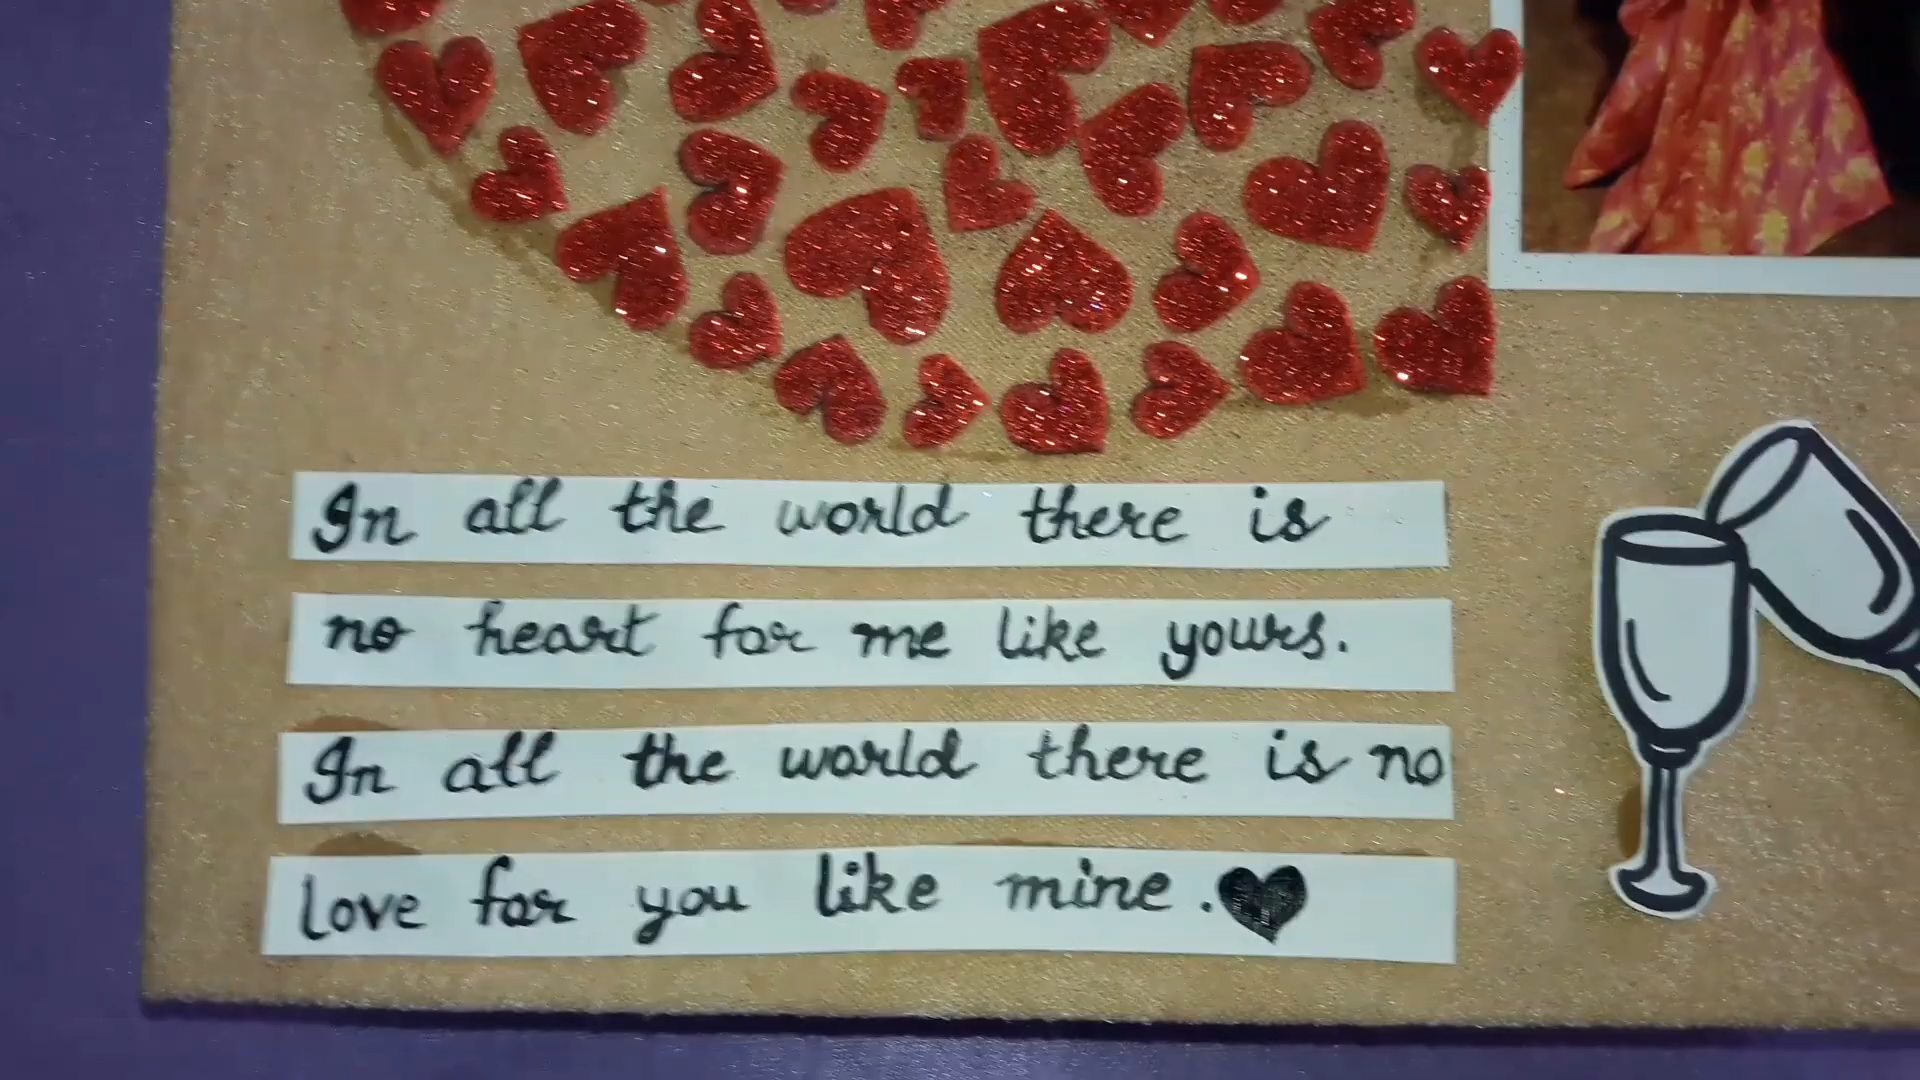 In all the world there is
no heart for me like yours.
In all the world there is no
love for you like mine.